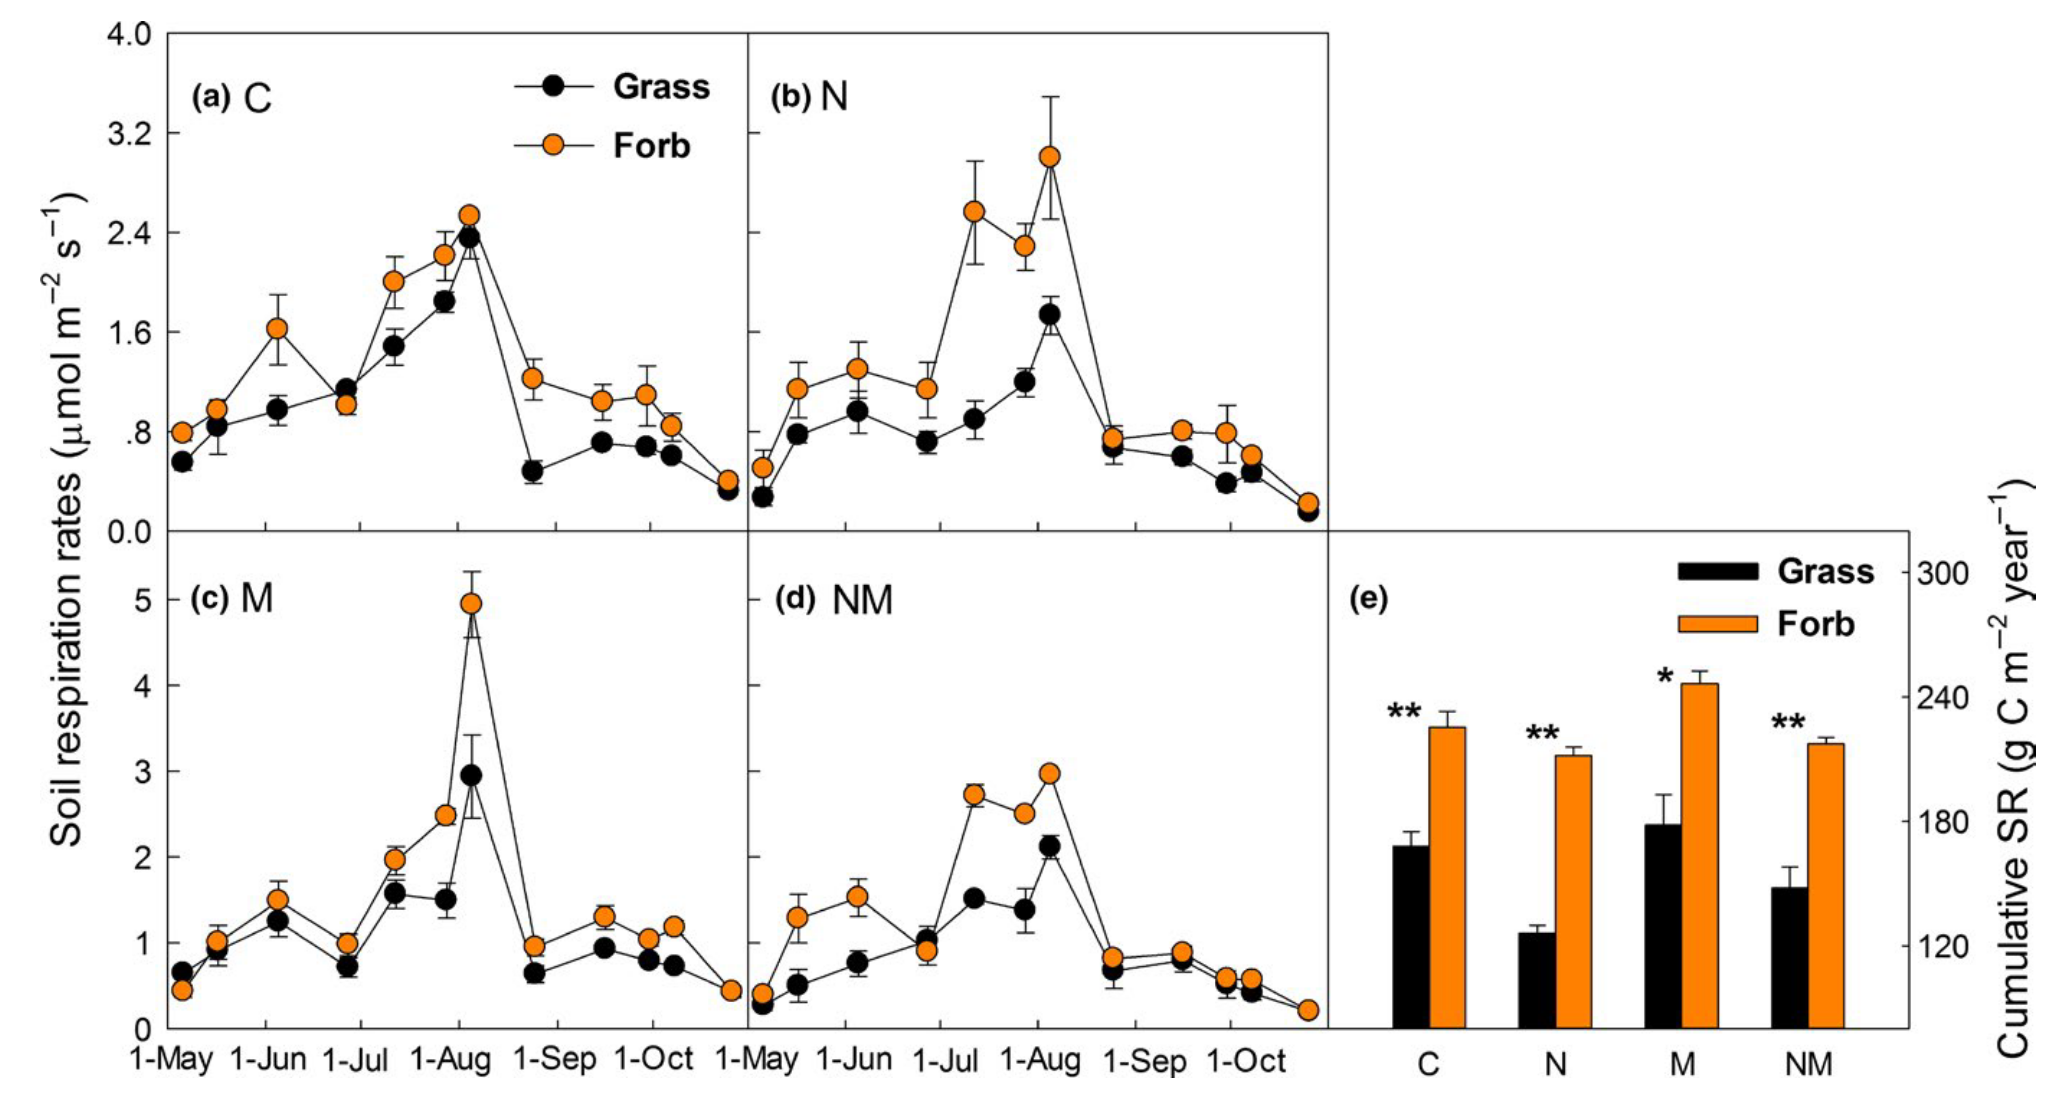 Soil respiration rates (μmol m−2 s−1)
4.0
3.2
2.4
1.6
.8
0.0
(a) C
Grass
Forb
(b) N
5
4
3
2
1
0
(c) M
(d) NM
1-May 1-Jun 1-Jul 1-Aug 1-Sep 1-Oct 1-May 1-Jun 1-Jul 1-Aug 1-Sep 1-Oct
(e)
Grass
Forb
** ** * **
C N M NM
300
240
180
120
Cumulative SR (g C m−2 year−1)